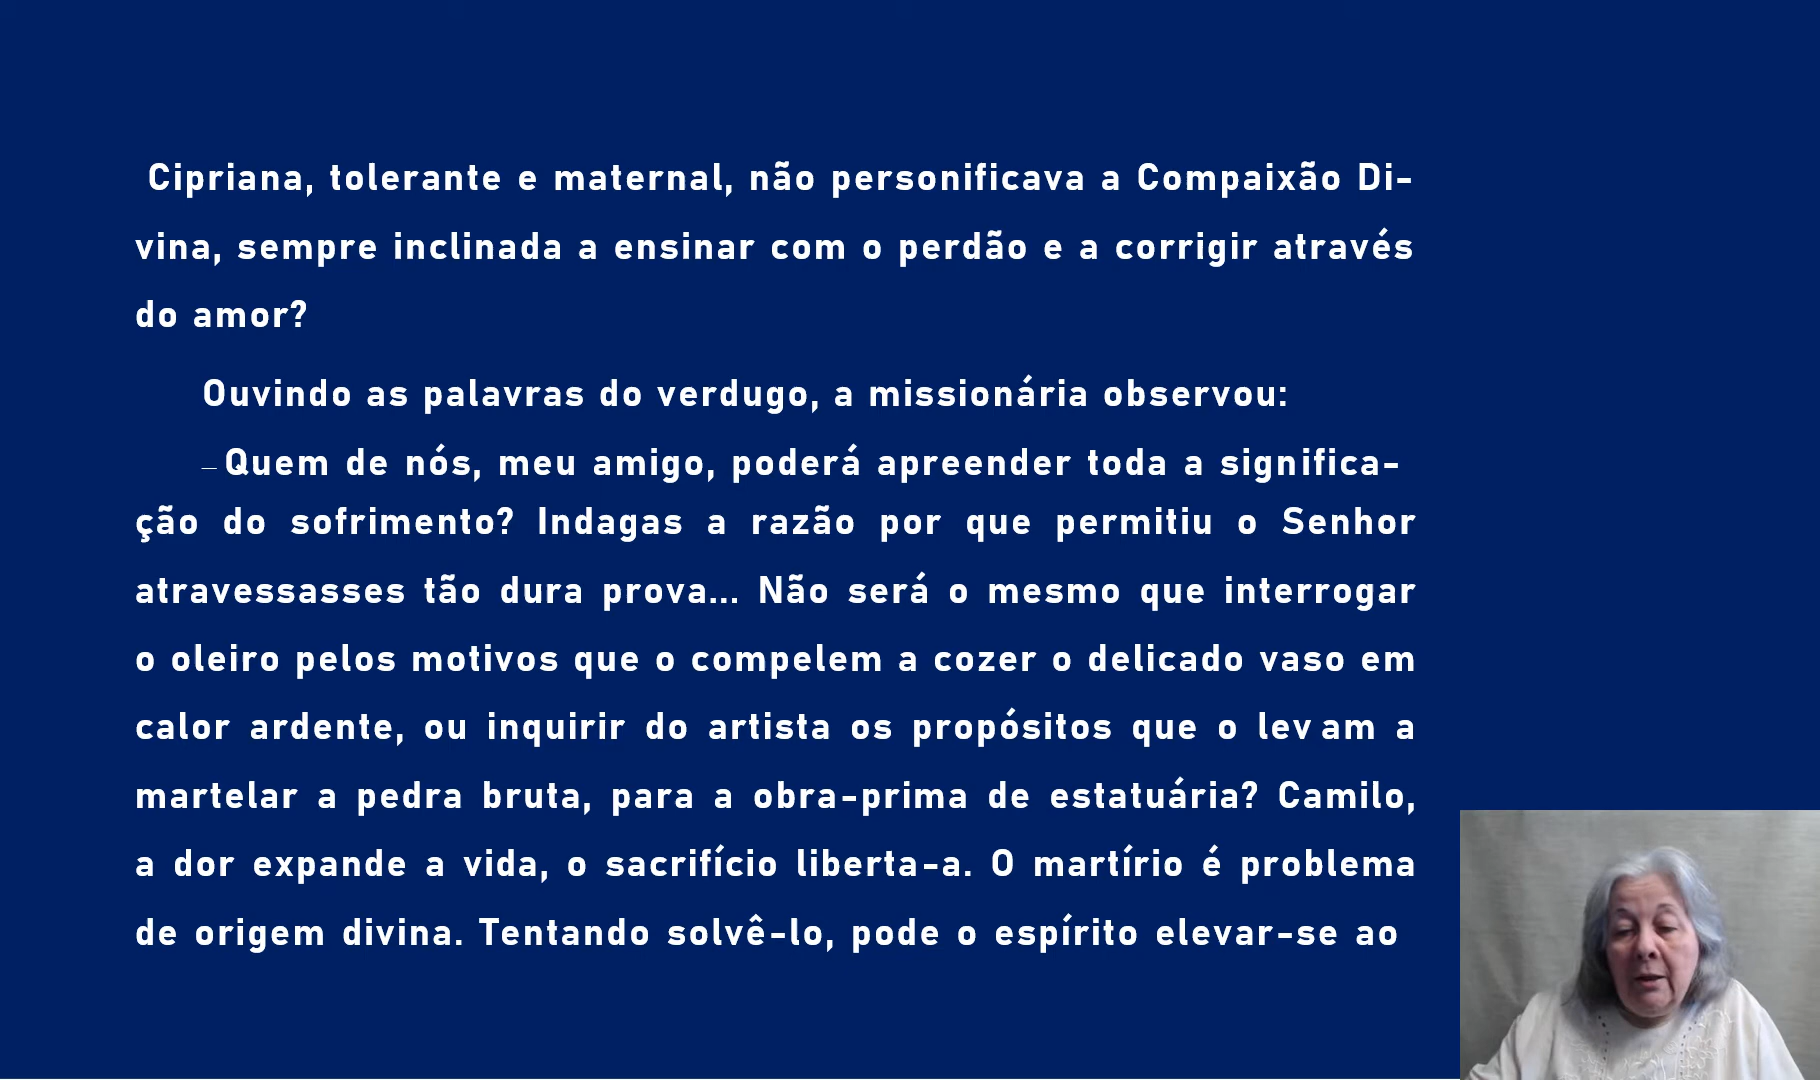 Cipriana, tolerante e maternal, não personificava a Compaixão Di-
vina, sempre inclinada a ensinar com o perdão e a corrigir através
do amor?
Ouvindo as palavras do verdugo, a missionária observou:
– Quem de nós, meu amigo, poderá apreender toda a significa-
ção do sofrimento? Indagas a razão por que permitiu o Senhor
atravessasses tão dura prova... Não será o mesmo que interrogar
o oleiro pelos motivos que o compelem a cozer o delicado vaso em
calor ardente, ou inquirir do artista os propósitos que o levam a
martelar a pedra bruta, para a obra-prima de estatuária? Camilo,
a dor expande a vida, o sacrifício liberta-a. O martírio é problema
de origem divina. Tentando solvê-lo, pode o espírito elevar-se ao